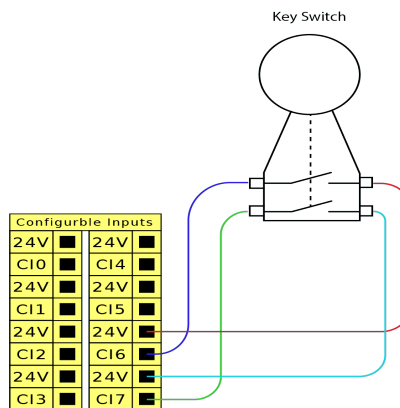 Key Switch
Configurble Inputs
24V 24V
CI0 CI4
24V 24V
CI1 CI5
24V 24V
CI2 CI6
24V 24V
CI3 CI7